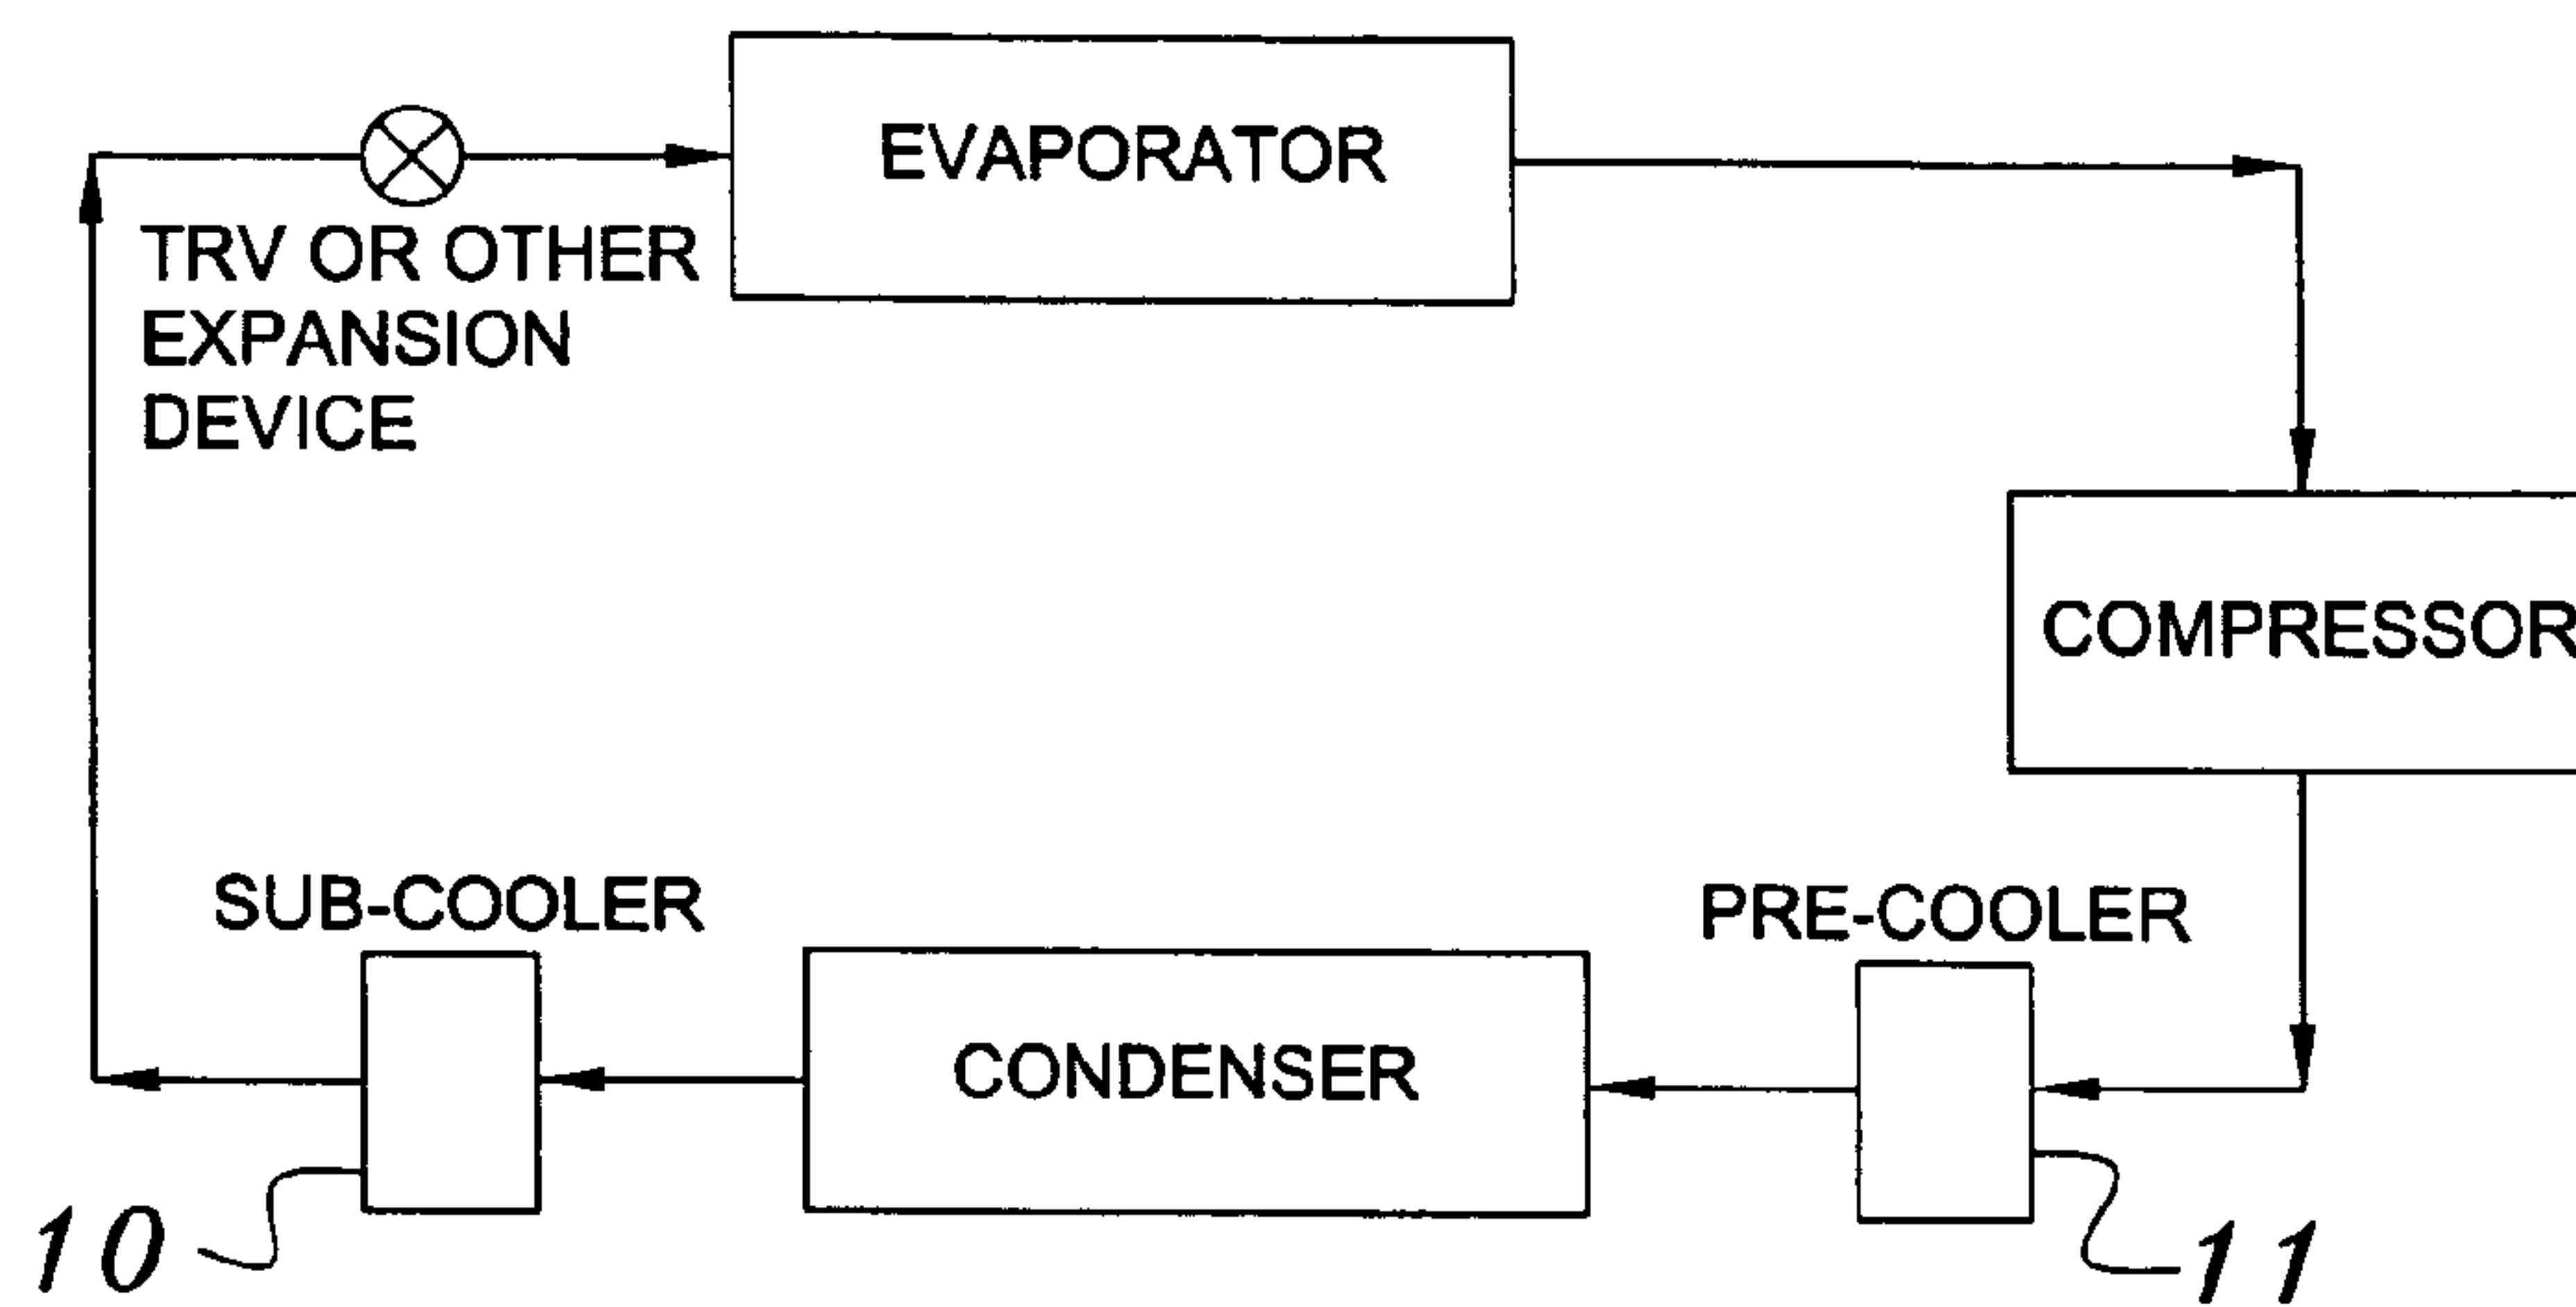 EVAPORATOR
TRV OR OTHER
EXPANSION
DEVICE
COMPRESSOR
SUB-COOLER
PRE-COOLER
CONDENSER
10
11